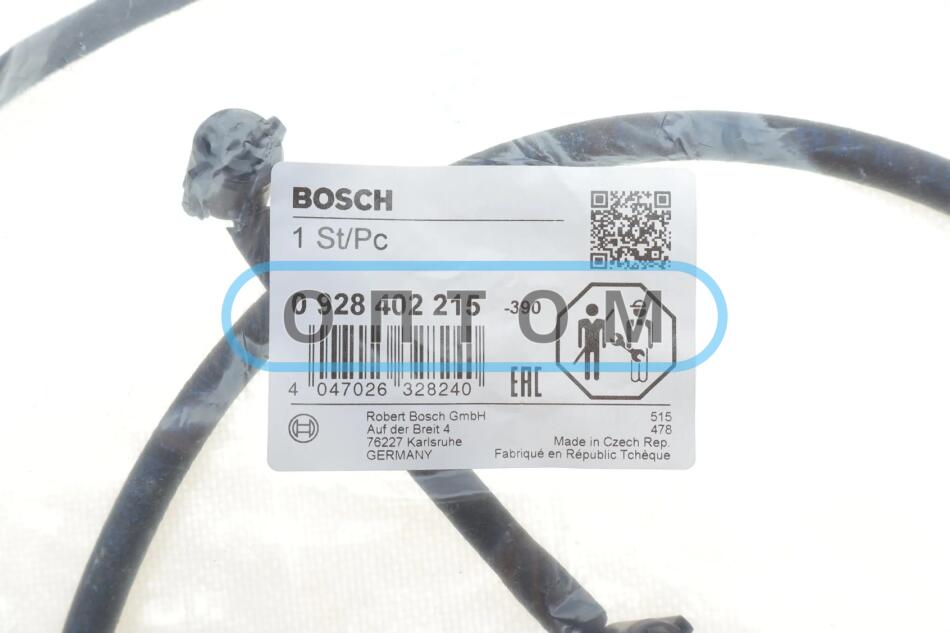 BOSCH
1 St/Pc
0 928 402 215 -390
ОПТОМ
4 047026 328240
EAC
Robert Bosch GmbH
Auf der Breit 4
76227 Karlsruhe
GERMANY
515
478
Made in Czech Rep.
Fabriqué en Républic Tchèque